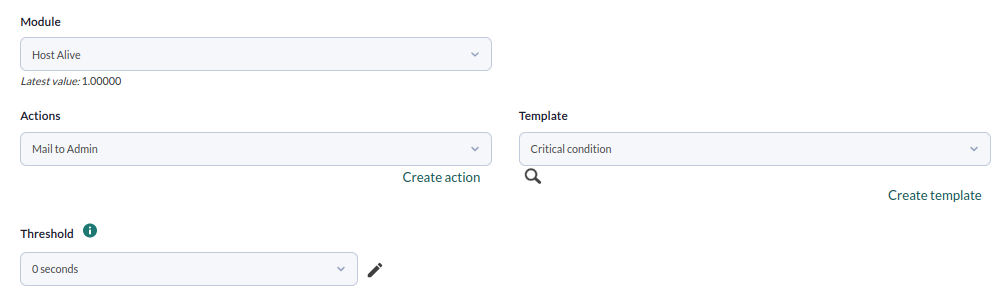 Module
Host Alive
Latest value: 1.00000
Actions
Template
Mail to Admin
Critical condition
Create action
Create template
Threshold
0 seconds